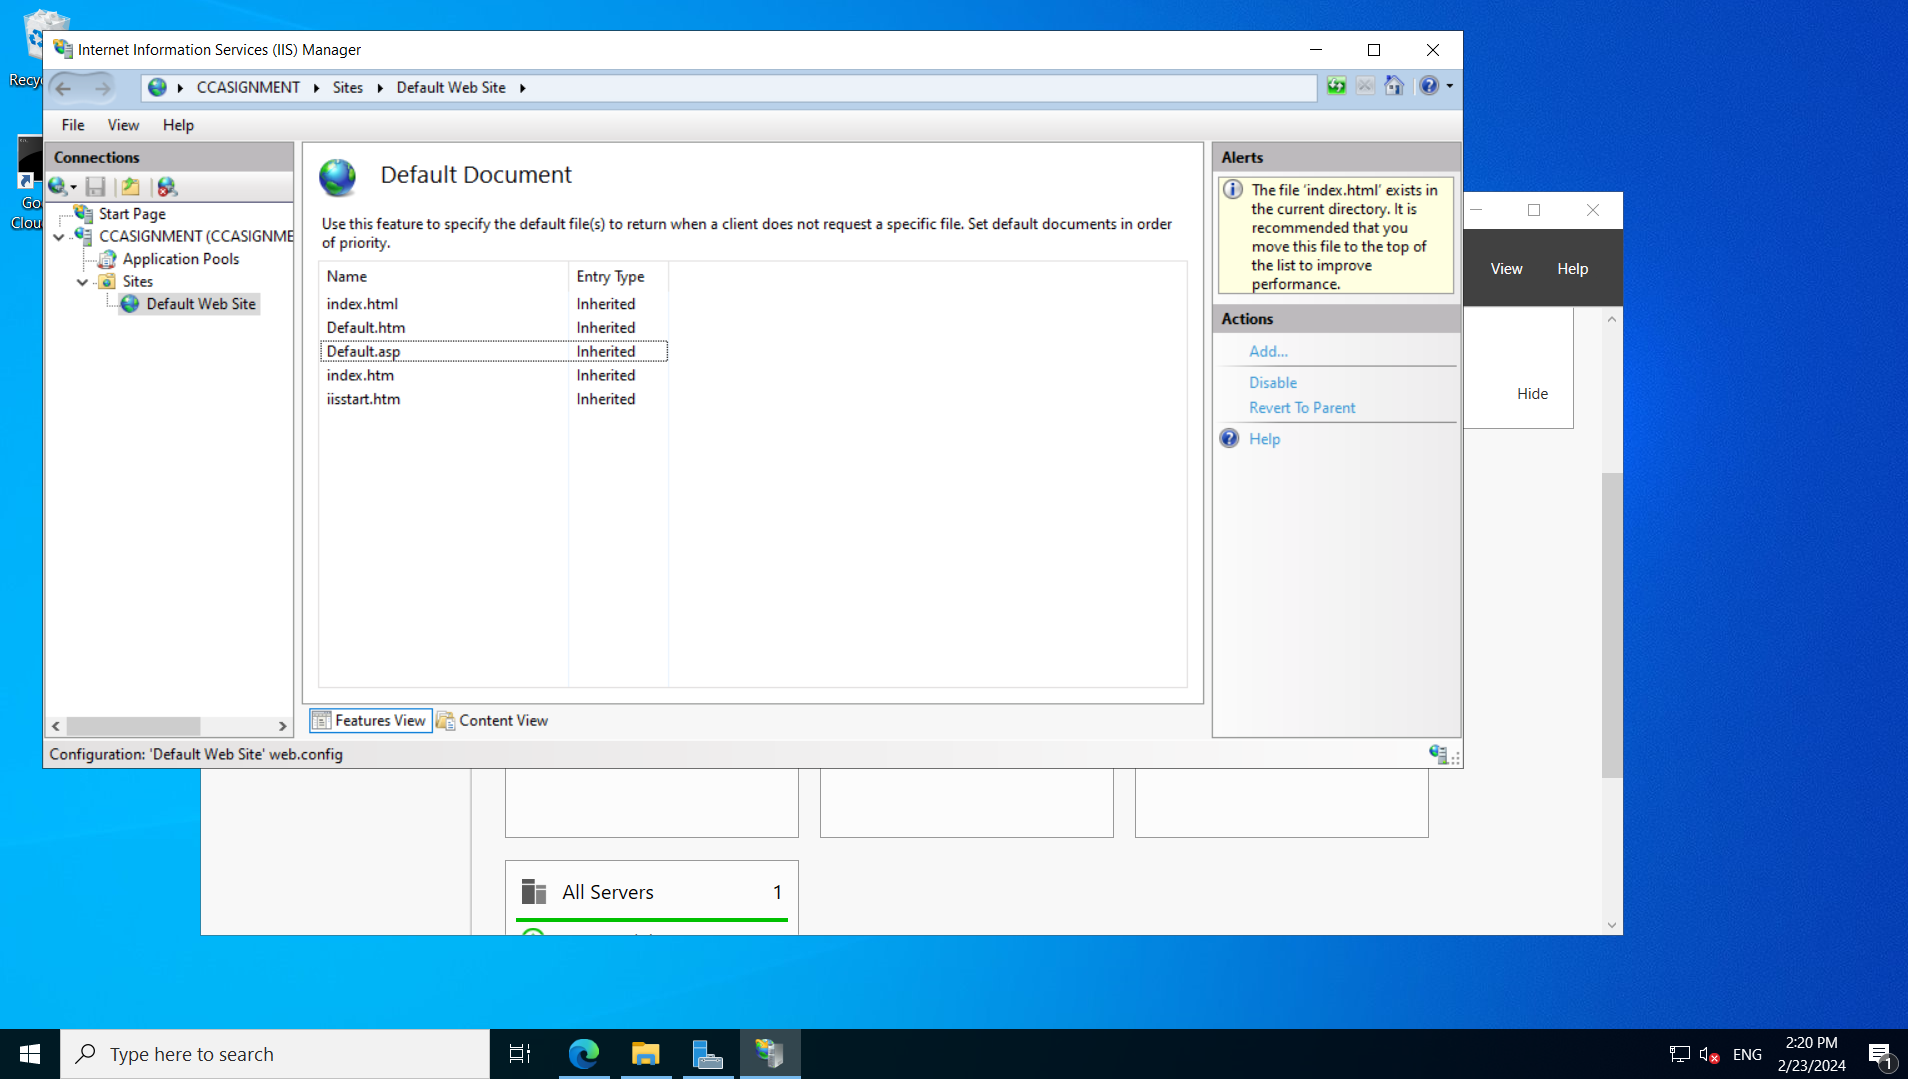 Internet Information Services (IIS) Manager
CCASIGNMENT
Sites
Default Web Site
File
View
Help
Connections
Start Page
CCASIGNMENT (CCASIGNME
Application Pools
Sites
Default Web Site
Default Document
Use this feature to specify the default file(s) to return when a client does not request a specific file. Set default documents in order
of priority.
Name Entry Type
index.html Inherited
Default.htm Inherited
Default.asp Inherited
index.htm Inherited
iisstart.htm Inherited
Features View
Content View
Configuration: 'Default Web Site' web.config
Alerts
The file 'index.html' exists in
the current directory. It is
recommended that you
move this file to the top of
the list to improve
performance.
Actions
Add...
Disable
Revert To Parent
Help
View
Help
Hide
All Servers 1
Recyc
Go
Clou
Type here to search
ENG
2:20 PM
2/23/2024
1